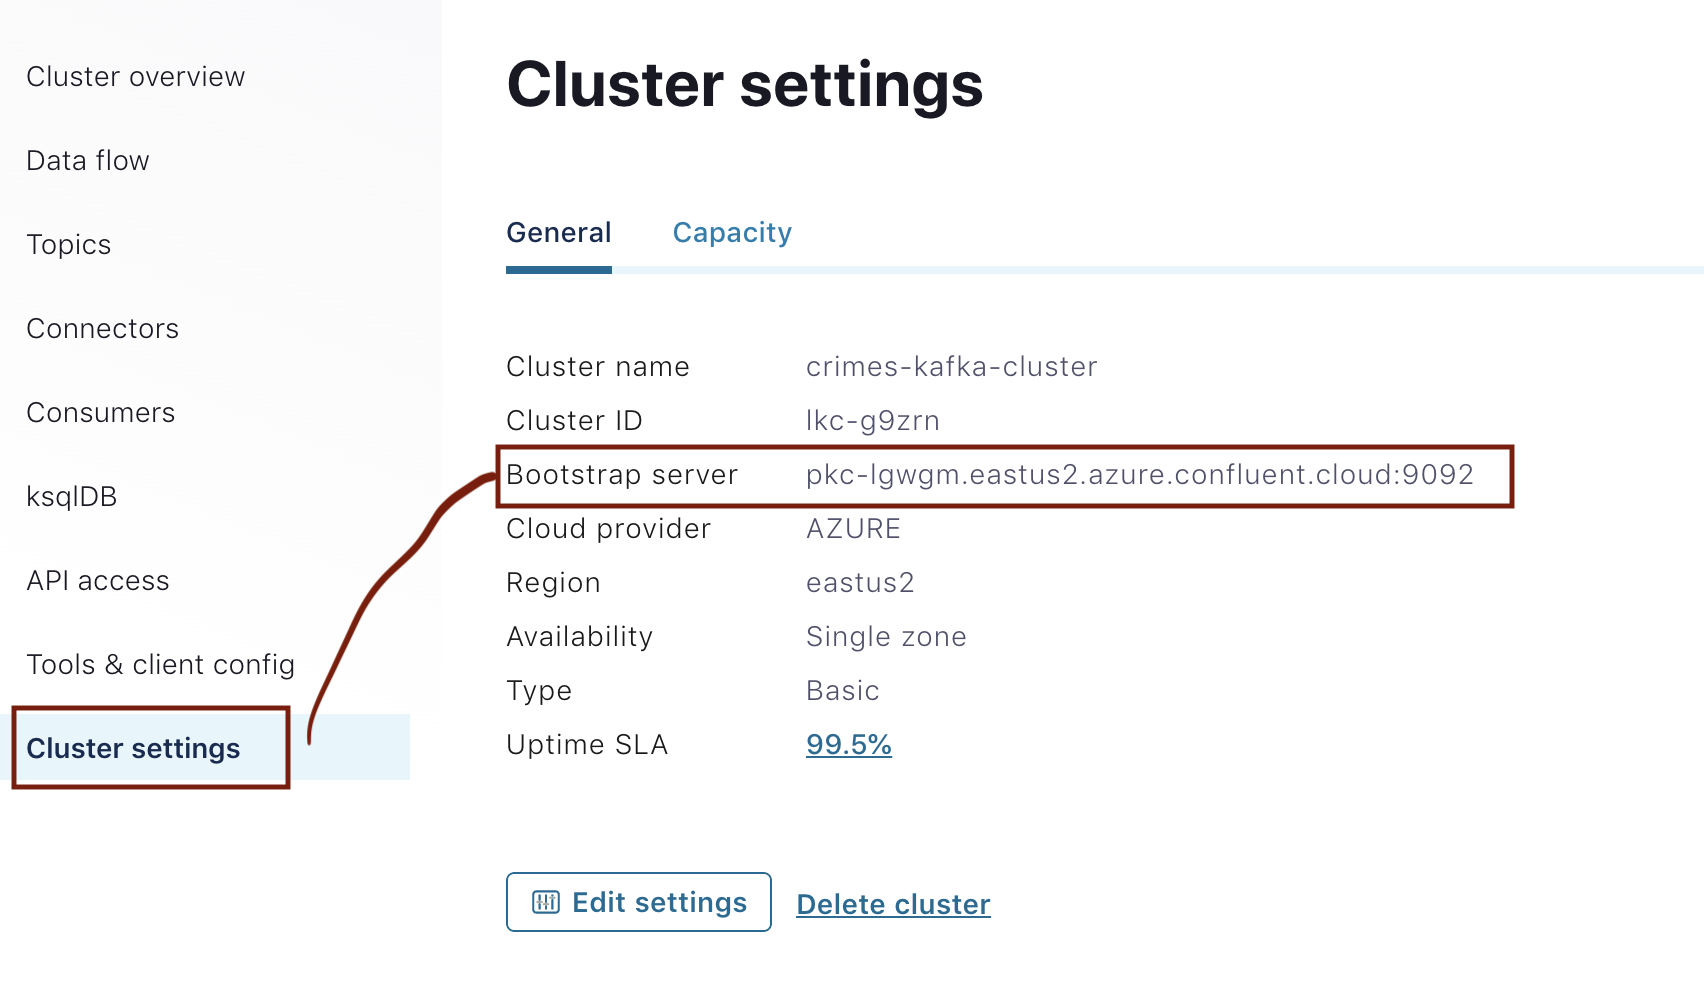 Cluster overview
Data flow
Topics
Connectors
Consumers
ksqlDB
API access
Tools & client config
Cluster settings
Cluster settings
General Capacity
Cluster name crimes-kafka-cluster
Cluster ID lkc-g9zrn
Bootstrap server pkc-lgwgm.eastus2.azure.confluent.cloud:9092
Cloud provider AZURE
Region eastus2
Availability Single zone
Type Basic
Uptime SLA 99.5%
Edit settings Delete cluster